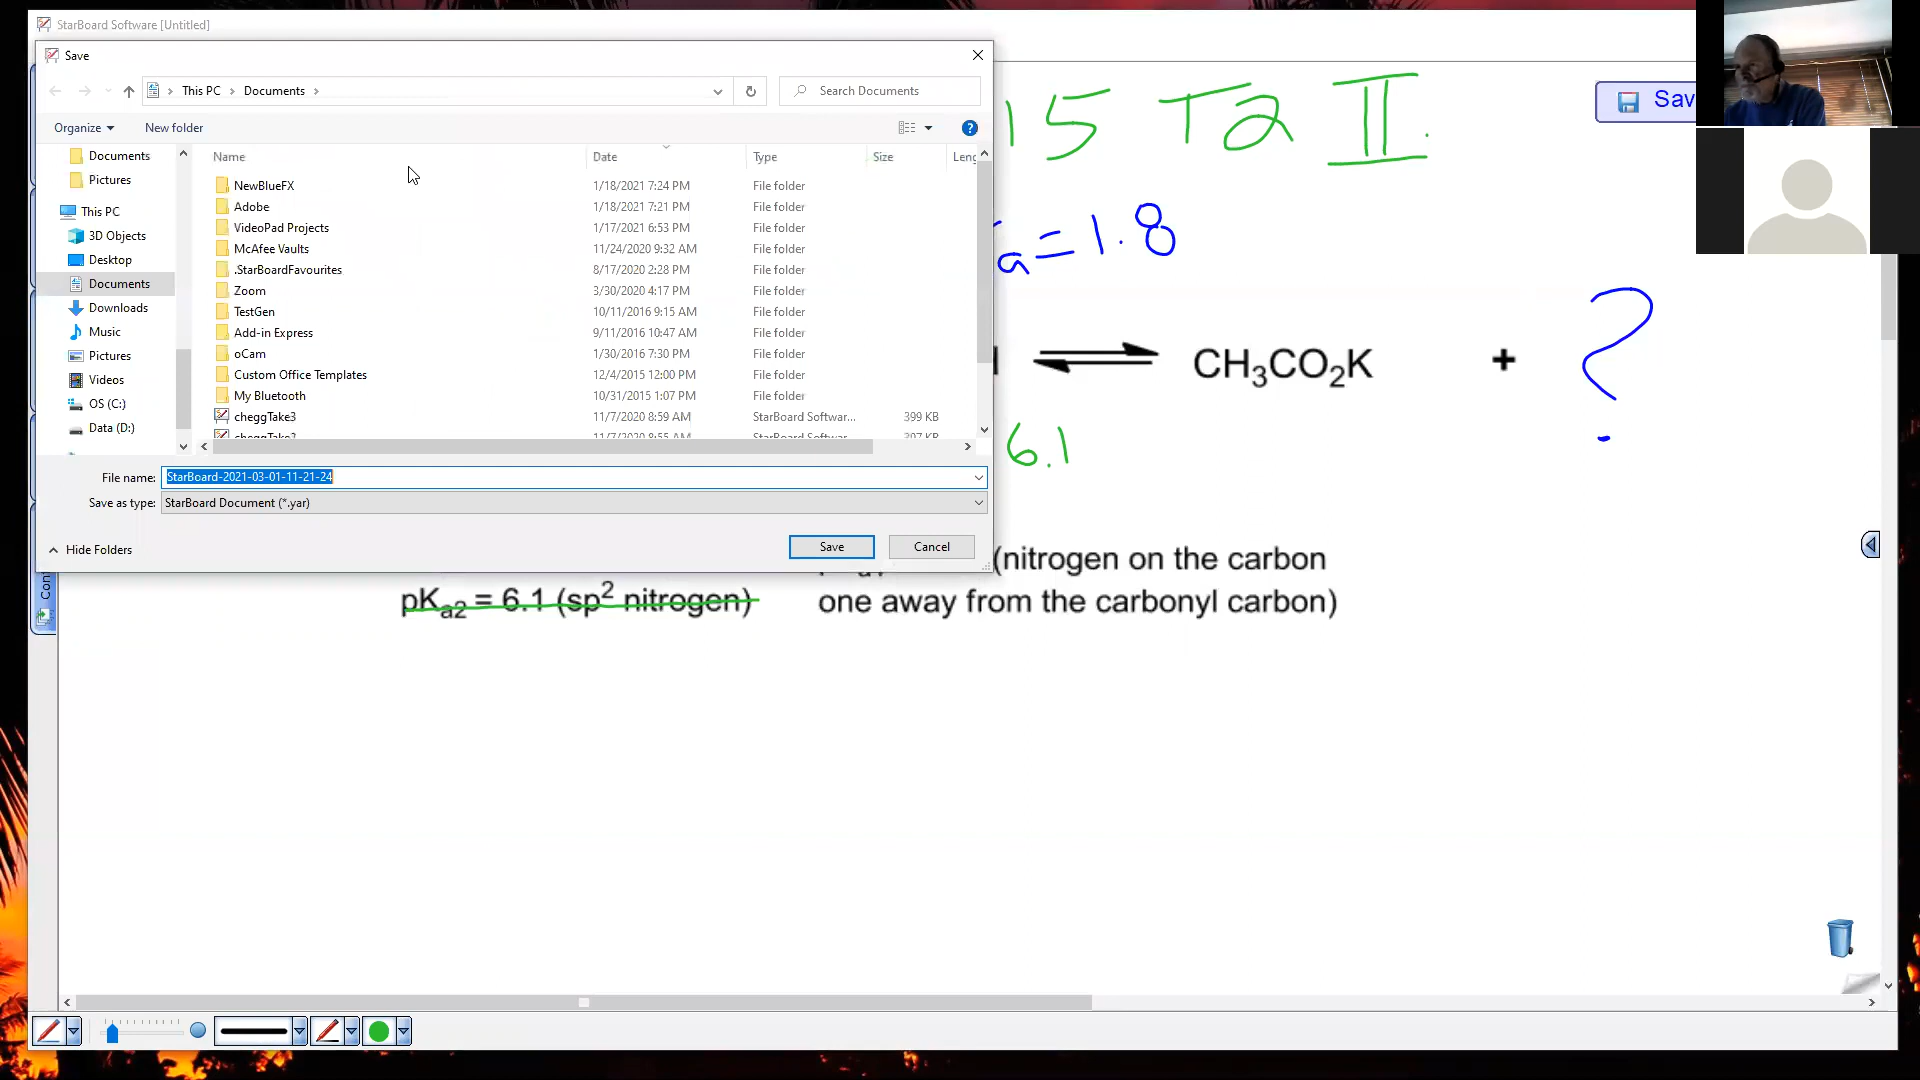 StarBoard Software [Untitled]
Save
This PC > Documents >
Search Documents
Organize
New folder
Documents
Pictures
This PC
3D Objects
Desktop
Documents
Downloads
Music
Pictures
Videos
OS (C:)
Data (D:)
Name Date Type Size Leng
NewBlueFX 1/18/2021 7:24 PM File folder
Adobe 1/18/2021 7:21 PM File folder
VideoPad Projects 1/17/2021 6:53 PM File folder
McAfee Vaults 11/24/2020 9:32 AM File folder
.StarBoardFavourites 8/17/2020 2:28 PM File folder
Zoom 3/30/2020 4:17 PM File folder
TestGen 10/11/2016 9:15 AM File folder
Add-in Express 9/11/2016 10:47 AM File folder
oCam 1/30/2016 7:30 PM File folder
Custom Office Templates 12/4/2015 12:00 PM File folder
My Bluetooth 10/31/2015 1:07 PM File folder
cheggTake3 11/7/2020 8:59 AM StarBoard Softwar... 399 KB
File name: StarBoard-2021-03-01-11-21-24
Save as type: StarBoard Document (*.yar)
Hide Folders
Save
Cancel
15 T2 II.
Sav
a = 1.8
CH₃CO₂K + ?
6.1
(nitrogen on the carbon
pKa2 = 6.1 (sp² nitrogen) one away from the carbonyl carbon)
Cont